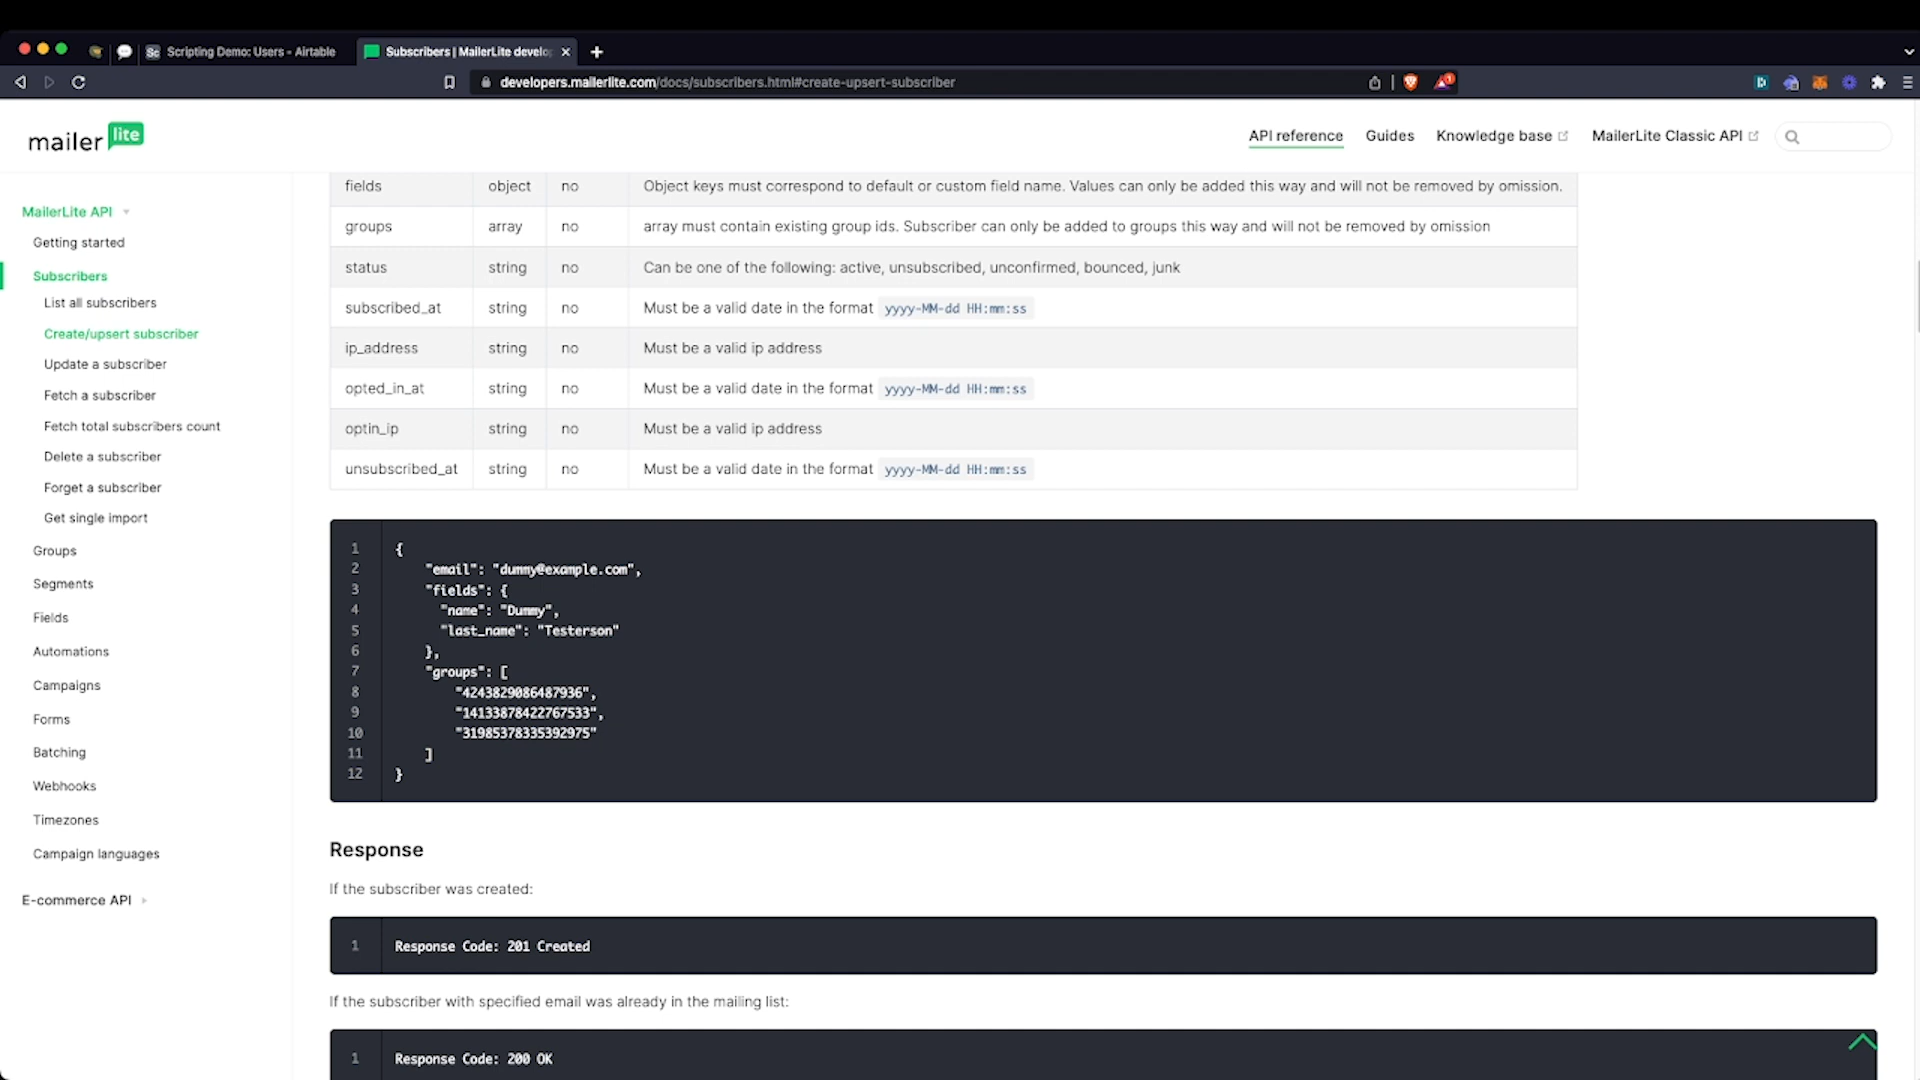 Sc Scripting Demo: Users - Airtable
Subscribers | MailerLite develo
developers.mailerlite.com/docs/subscribers.html#create-upsert-subscriber
1
mailer lite
API reference
Guides
Knowledge base
MailerLite Classic API
MailerLite API
Getting started
Subscribers
List all subscribers
Create/upsert subscriber
Update a subscriber
Fetch a subscriber
Fetch total subscribers count
Delete a subscriber
Forget a subscriber
Get single import
Groups
Segments
Fields
Automations
Campaigns
Forms
Batching
Webhooks
Timezones
Campaign languages
E-commerce API
fields object no Object keys must correspond to default or custom field name. Values can only be added this way and will not be removed by omission.
groups array no array must contain existing group ids. Subscriber can only be added to groups this way and will not be removed by omission
status string no Can be one of the following: active, unsubscribed, unconfirmed, bounced, junk
subscribed_at string no Must be a valid date in the format yyyy-MM-dd HH:mm:ss
ip_address string no Must be a valid ip address
opted_in_at string no Must be a valid date in the format yyyy-MM-dd HH:mm:ss
optin_ip string no Must be a valid ip address
unsubscribed_at string no Must be a valid date in the format yyyy-MM-dd HH:mm:ss
1 {
2 "email": "dummy@example.com",
3 "fields": {
4 "name": "Dummy",
5 "last_name": "Testerson"
6 },
7 "groups": [
8 "4243829086487936",
9 "14133878422767533",
10 "31985378335392975"
11 ]
12 }
Response
If the subscriber was created:
1 Response Code: 201 Created
If the subscriber with specified email was already in the mailing list:
1 Response Code: 200 OK